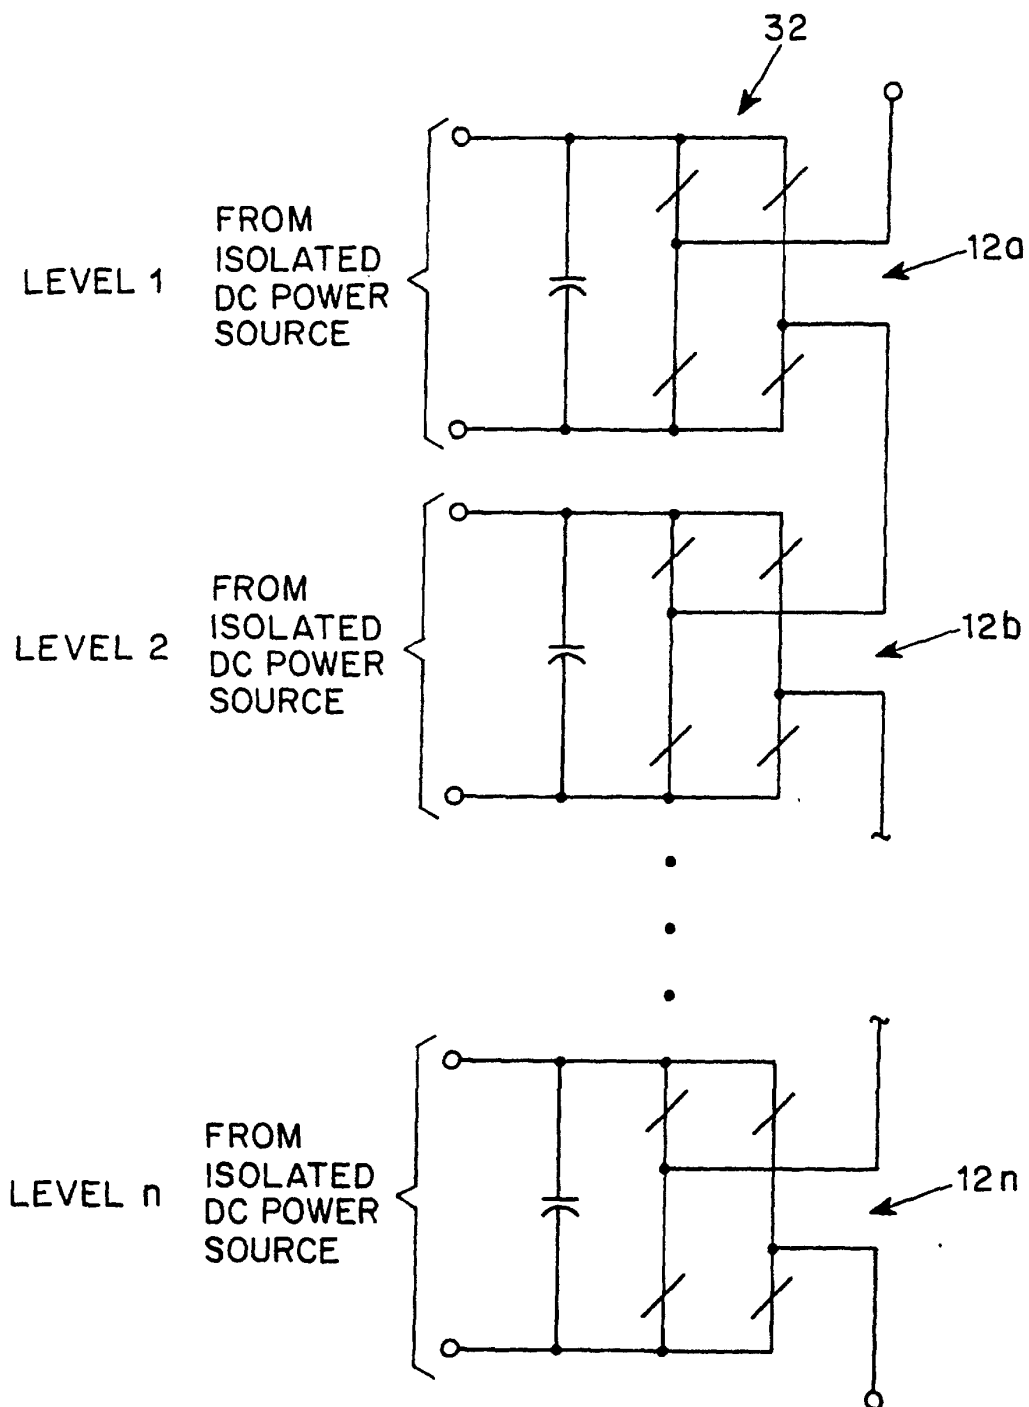 32
LEVEL 1
FROM
ISOLATED
DC POWER
SOURCE
12a
LEVEL 2
FROM
ISOLATED
DC POWER
SOURCE
12b
LEVEL n
FROM
ISOLATED
DC POWER
SOURCE
12n